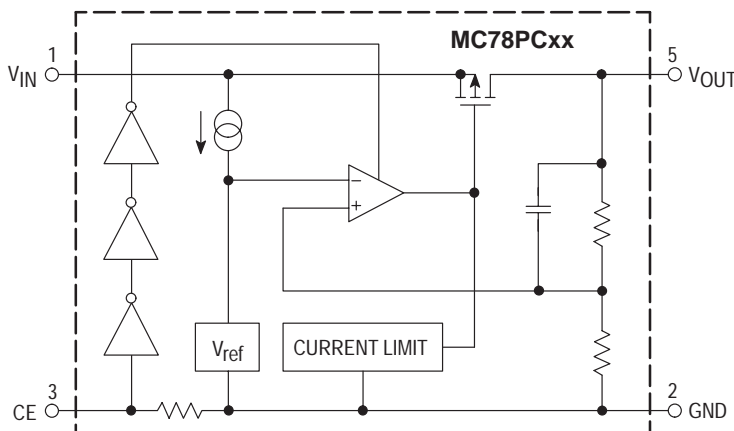 MC78PCxx
1
5
VIN
VOUT
−
+
Vref
CURRENT LIMIT
3
2
CE
GND